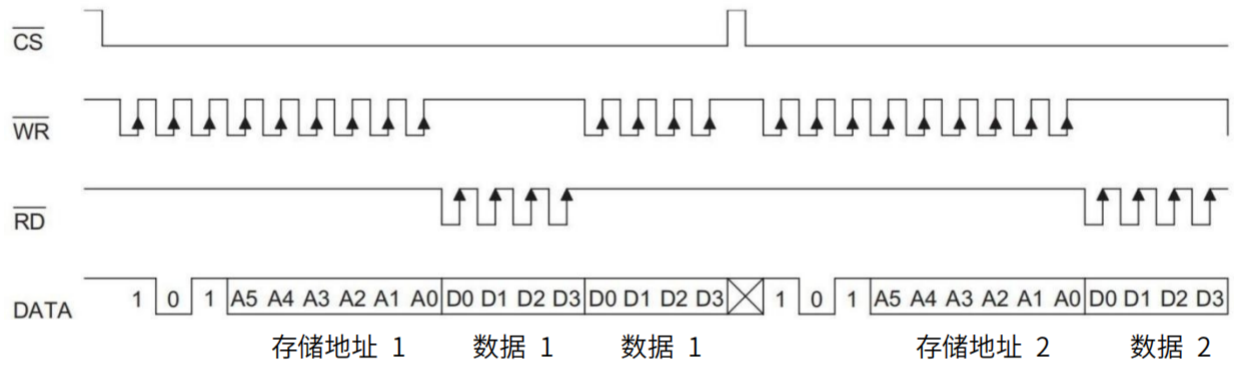 CS
WR
RD
DATA 1 0 1 A5 A4 A3 A2 A1 A0 D0 D1 D2 D3 D0 D1 D2 D3 1 0 1 A5 A4 A3 A2 A1 A0 D0 D1 D2 D3
存储地址 1 数据 1 数据 1 存储地址 2 数据 2